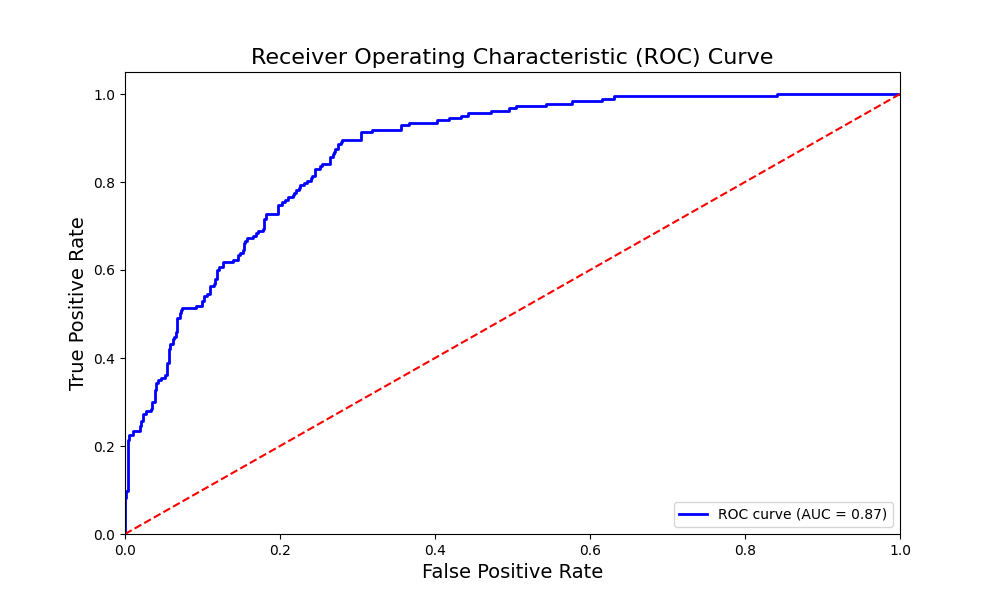 Receiver Operating Characteristic (ROC) Curve
True Positive Rate
1.0
0.8
0.6
0.4
0.2
0.0
0.0 0.2 0.4 0.6 0.8 1.0
False Positive Rate
ROC curve (AUC = 0.87)